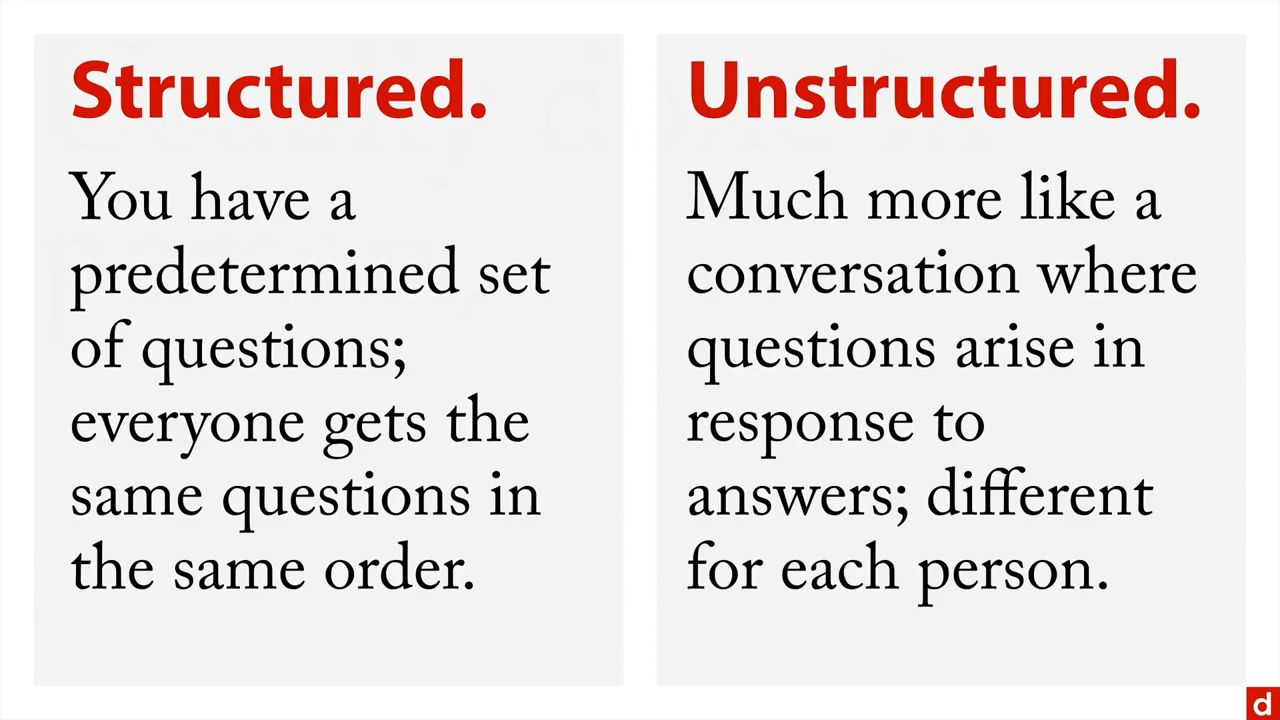 Structured.
You have a
predetermined set
of questions;
everyone gets the
same questions in
the same order.
Unstructured.
Much more like a
conversation where
questions arise in
response to
answers; different
for each person.
d